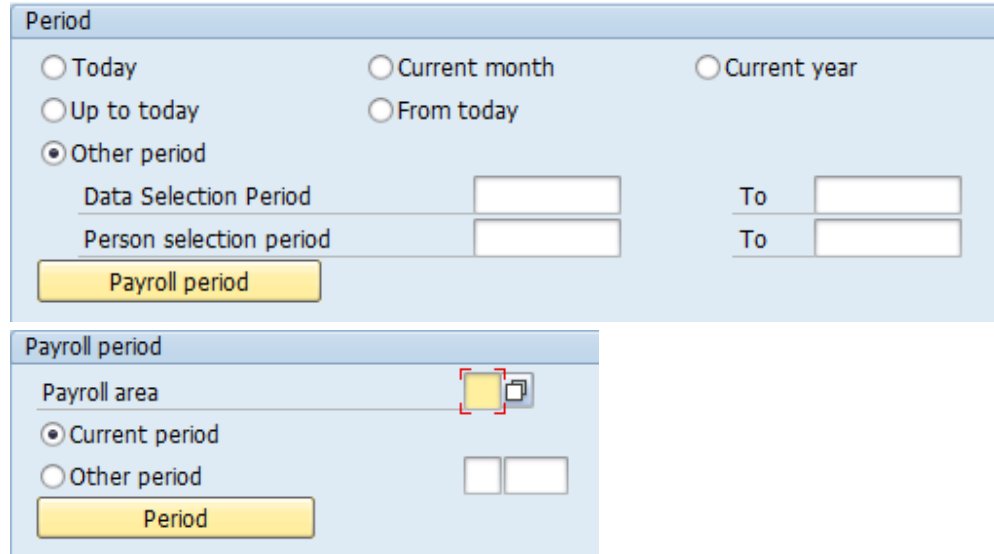 Period
Today Current month Current year
Up to today From today
Other period
Data Selection Period To
Person selection period To
Payroll period
Payroll period
Payroll area
Current period
Other period
Period